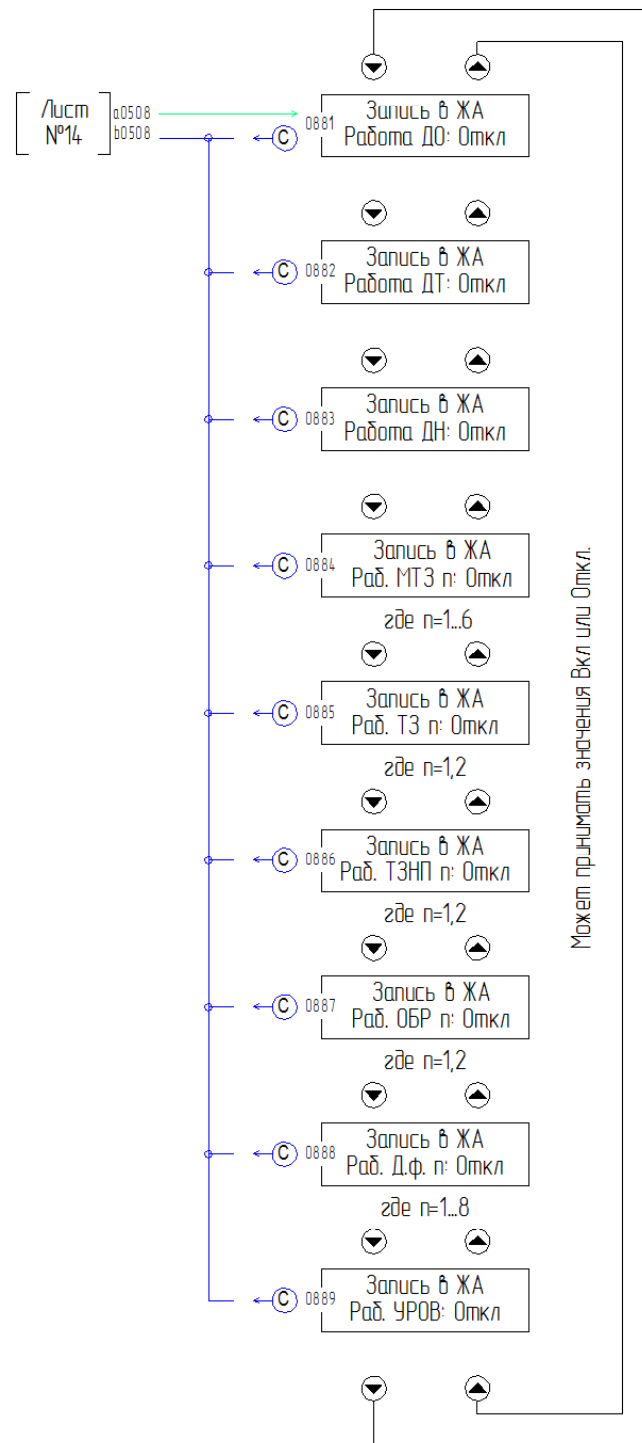 Лист
№14
a0508
b0508
C
0881
Запись в ЖА
Работа ДО: Откл
C
0882
Запись в ЖА
Работа ДТ: Откл
C
0883
Запись в ЖА
Работа ДН: Откл
C
0884
Запись в ЖА
Раб. МТЗ n: Откл
где n=1...6
C
0885
Запись в ЖА
Раб. ТЗ n: Откл
где n=1,2
C
0886
Запись в ЖА
Раб. ТЗНП n: Откл
где n=1,2
C
0887
Запись в ЖА
Раб. ОБР n: Откл
где n=1,2
C
0888
Запись в ЖА
Раб. Д.ф. n: Откл
где n=1...8
C
0889
Запись в ЖА
Раб. УРОВ: Откл
Может принимать значения Вкл или Откл.